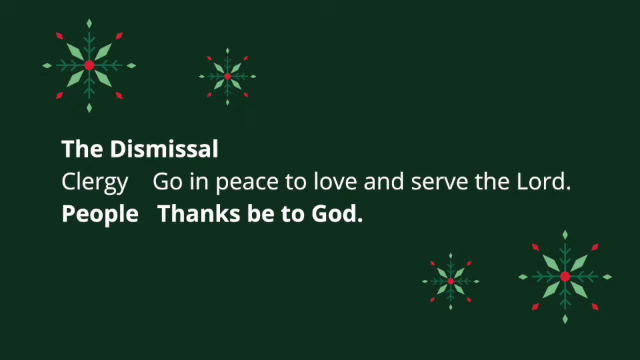 The Dismissal
Clergy Go in peace to love and serve the Lord.
People Thanks be to God.